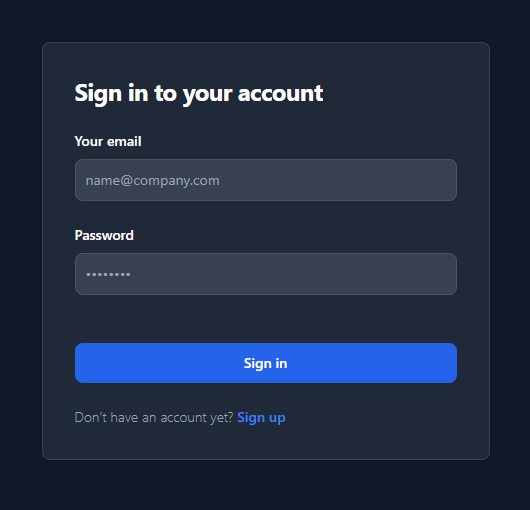 Sign in to your account
Your email
name@company.com
Password
••••••••
Sign in
Don't have an account yet? Sign up